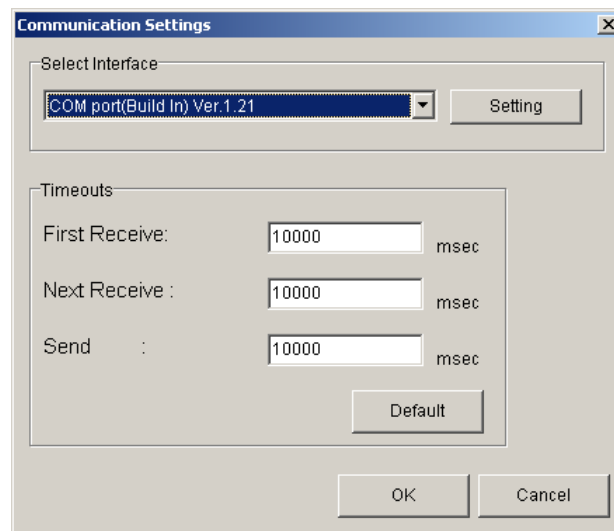 Communication Settings
Select Interface
COM port(Build In) Ver.1.21
Setting
Timeouts
First Receive: 10000 msec
Next Receive : 10000 msec
Send : 10000 msec
Default
OK Cancel